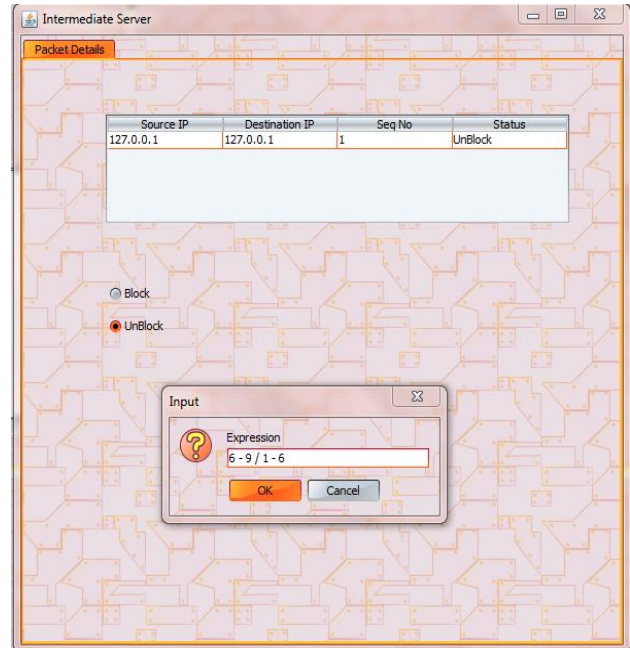 Intermediate Server
Packet Details
Source IP Destination IP Seq No Status
127.0.0.1 127.0.0.1 1 UnBlock
Block
UnBlock
Input
Expression
6 - 9 / 1 - 6
OK Cancel